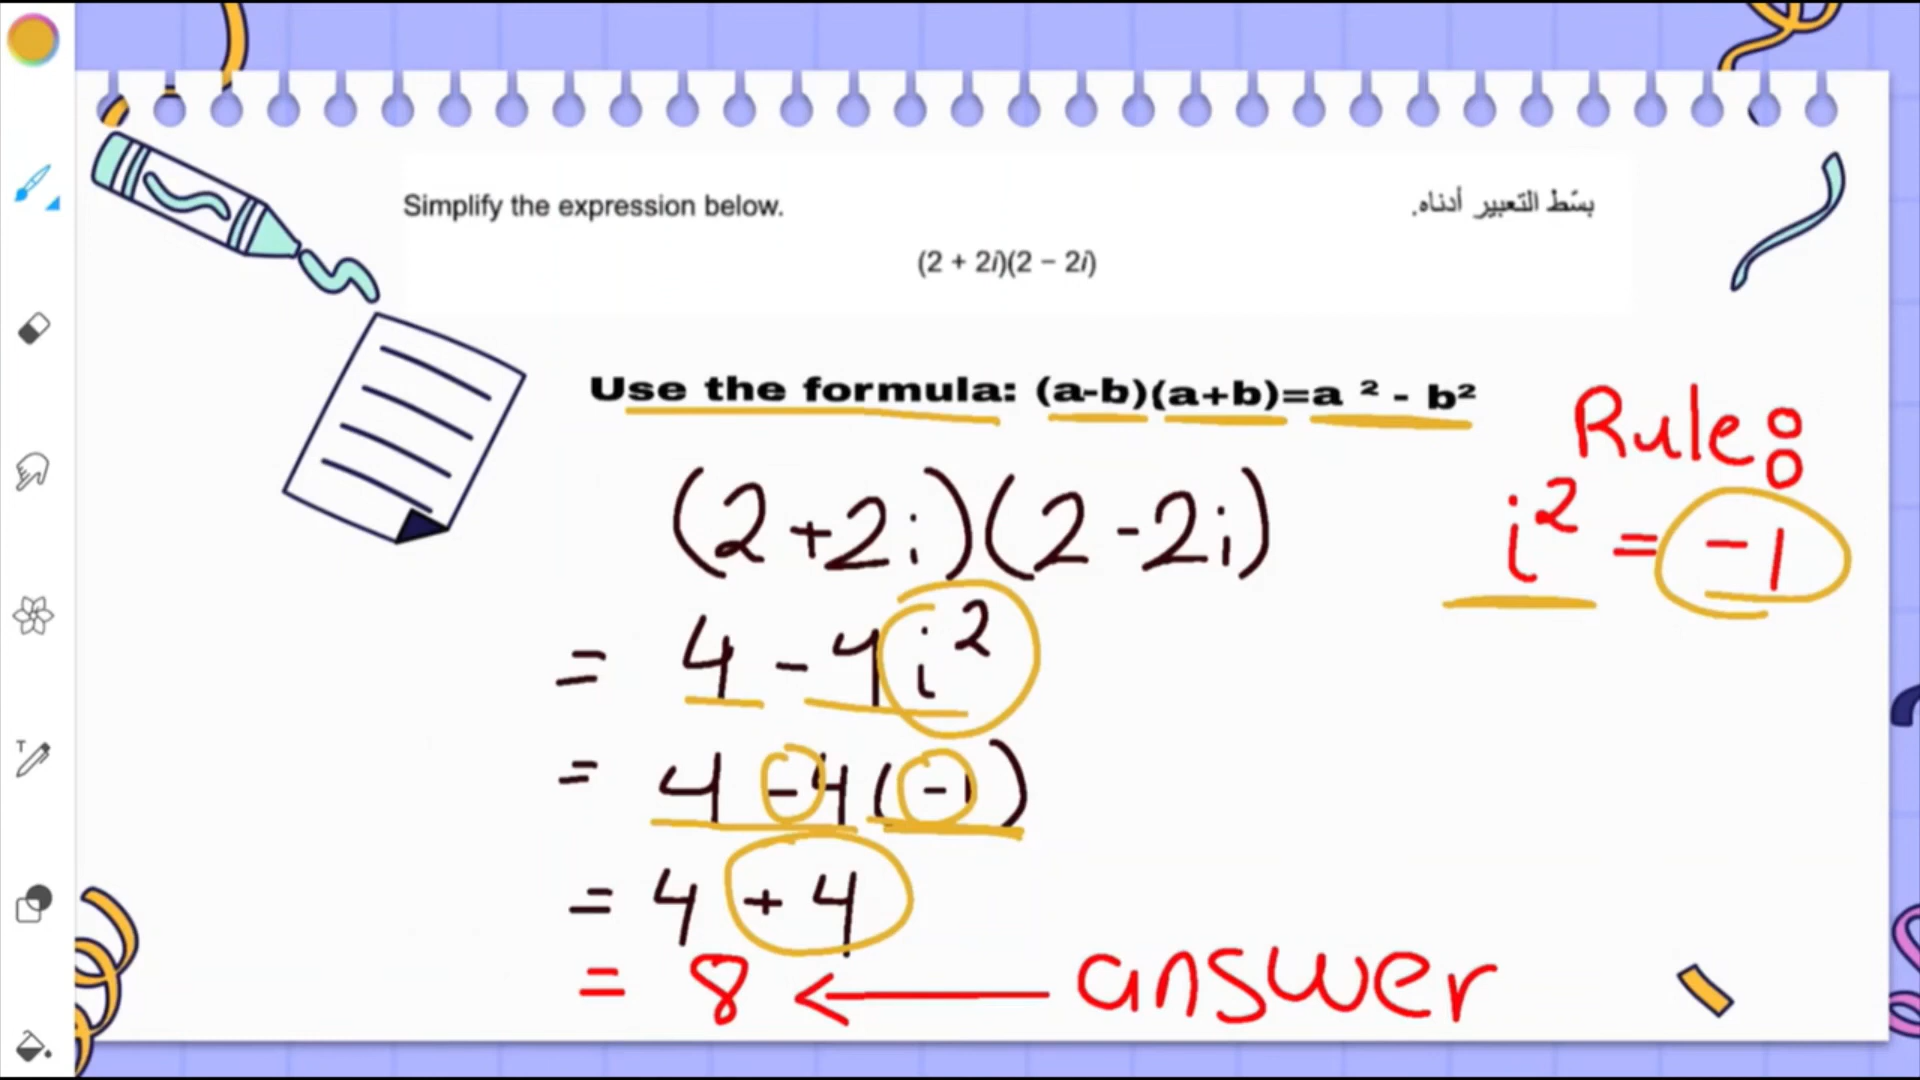 Simplify the expression below.
بسّط التعبير أدناه.
(2 + 2i)(2 − 2i)
Use the formula: (a-b)(a+b)=a ² - b²
Rule:
i² = -1
(2+2i)(2-2i)
= 4 - 4i²
= 4 -4(-1)
= 4 + 4
= 8 ← answer
T